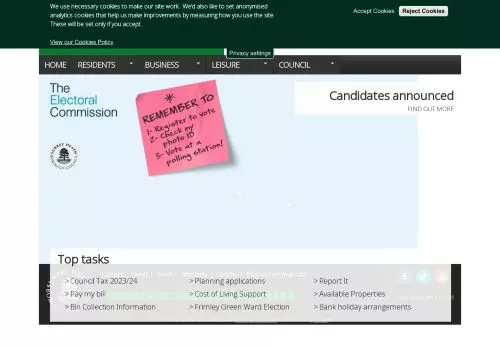 We use necessary cookies to make our site work. We'd also like to set anonymised
analytics cookies that help us make improvements by measuring how you use the site.
These will be set only if you accept.
Accept Cookies
Reject Cookies
View our Cookies Policy
Privacy settings
HOME RESIDENTS BUSINESS LEISURE COUNCIL
The
Electoral
Commission
REMEMBER TO
1- Register to vote
2- Check my
photo ID
3- Vote at a
polling station!
Candidates announced
FIND OUT MORE
Top tasks
> Council Tax 2023/24
> Planning applications
> Report It
> Pay my bill
> Cost of Living Support
> Available Properties
> Bin Collection Information
> Frimley Green Ward Election
> Bank holiday arrangements